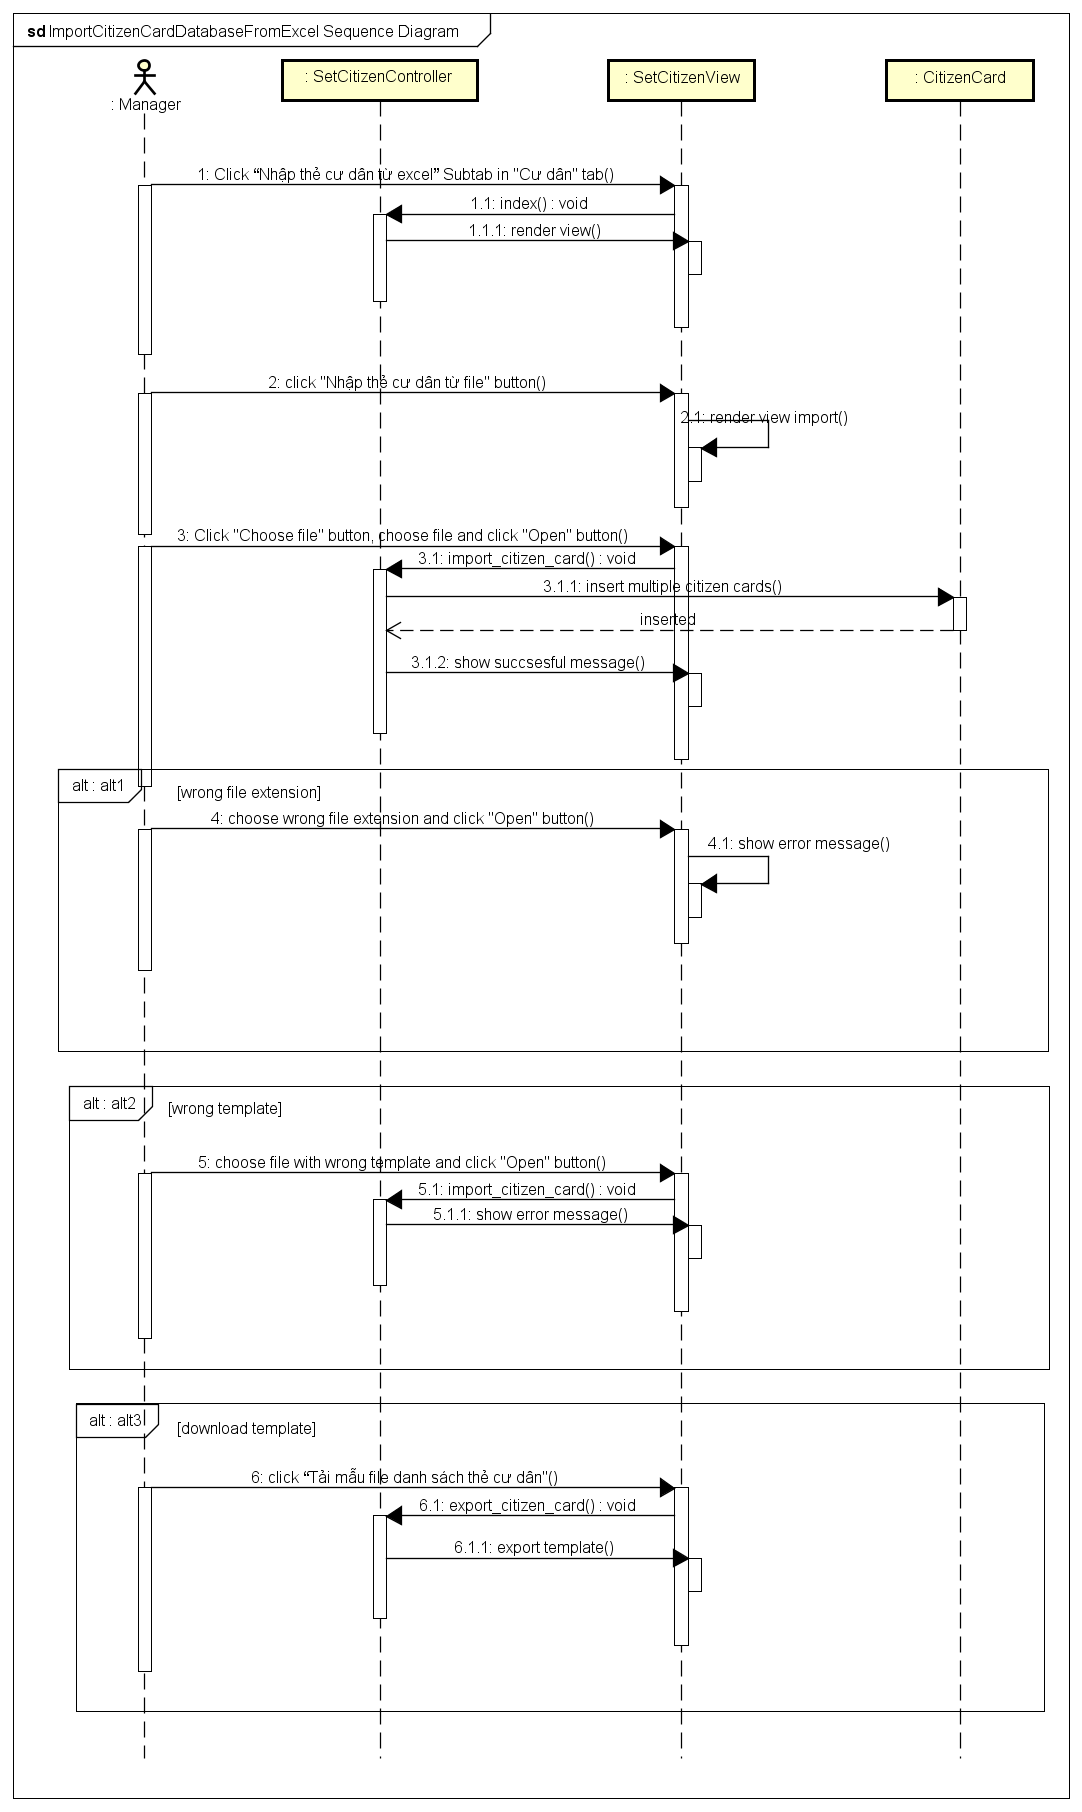 sd ImportCitizenCardDatabaseFromExcel Sequence Diagram
: Manager
: SetCitizenController
: SetCitizenView
: CitizenCard
1: Click “Nhập thẻ cư dân từ excel” Subtab in "Cư dân" tab()
1.1: index() : void
1.1.1: render view()
2: click "Nhập thẻ cư dân từ file" button()
2.1: render view import()
3: Click "Choose file" button, choose file and click "Open" button()
3.1: import_citizen_card() : void
3.1.1: insert multiple citizen cards()
inserted
3.1.2: show succsesful message()
alt : alt1
[wrong file extension]
4: choose wrong file extension and click "Open" button()
4.1: show error message()
alt : alt2
[wrong template]
5: choose file with wrong template and click "Open" button()
5.1: import_citizen_card() : void
5.1.1: show error message()
alt : alt3
[download template]
6: click “Tải mẫu file danh sách thẻ cư dân"()
6.1: export_citizen_card() : void
6.1.1: export template()